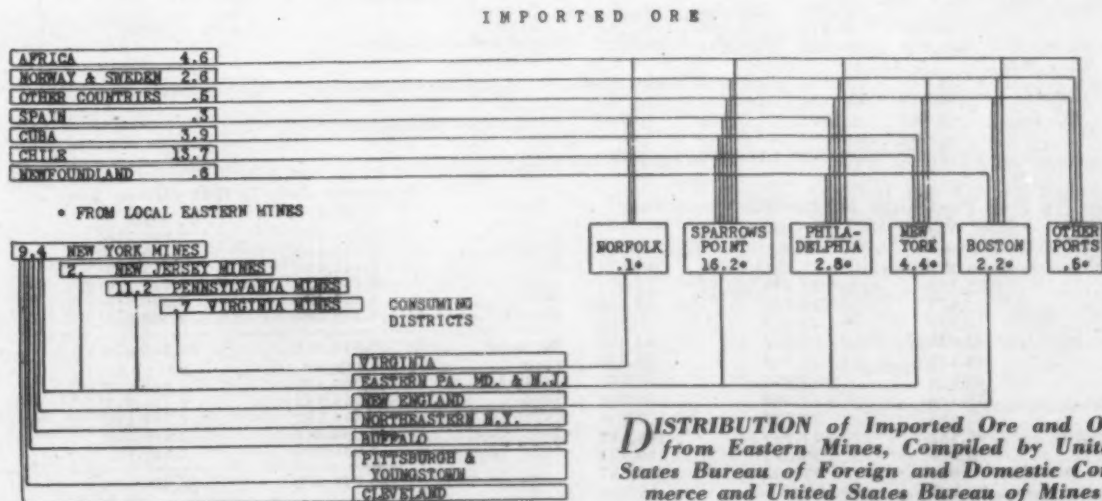 IMPORTED ORE
AFRICA 4.6
NORWAY & SWEDEN 2.6
OTHER COUNTRIES .5
SPAIN .3
CUBA 3.9
CHILE 13.7
NEWFOUNDLAND .6
* FROM LOCAL EASTERN MINES
9.4 NEW YORK MINES
2. NEW JERSEY MINES
11.2 PENNSYLVANIA MINES
.7 VIRGINIA MINES
NORFOLK
.1*
SPARROWS
POINT
16.2*
PHILA-
DELPHIA
2.8*
NEW
YORK
4.4*
BOSTON
2.2*
OTHER
PORTS
.5*
CONSUMING
DISTRICTS
VIRGINIA
EASTERN PA. MD. & N.J.
NEW ENGLAND
NORTHEASTERN N.Y.
BUFFALO
PITTSBURGH &
YOUNGSTOWN
CLEVELAND
DISTRIBUTION of Imported Ore and O
from Eastern Mines, Compiled by Unit
States Bureau of Foreign and Domestic Co
merce and United States Bureau of Mines